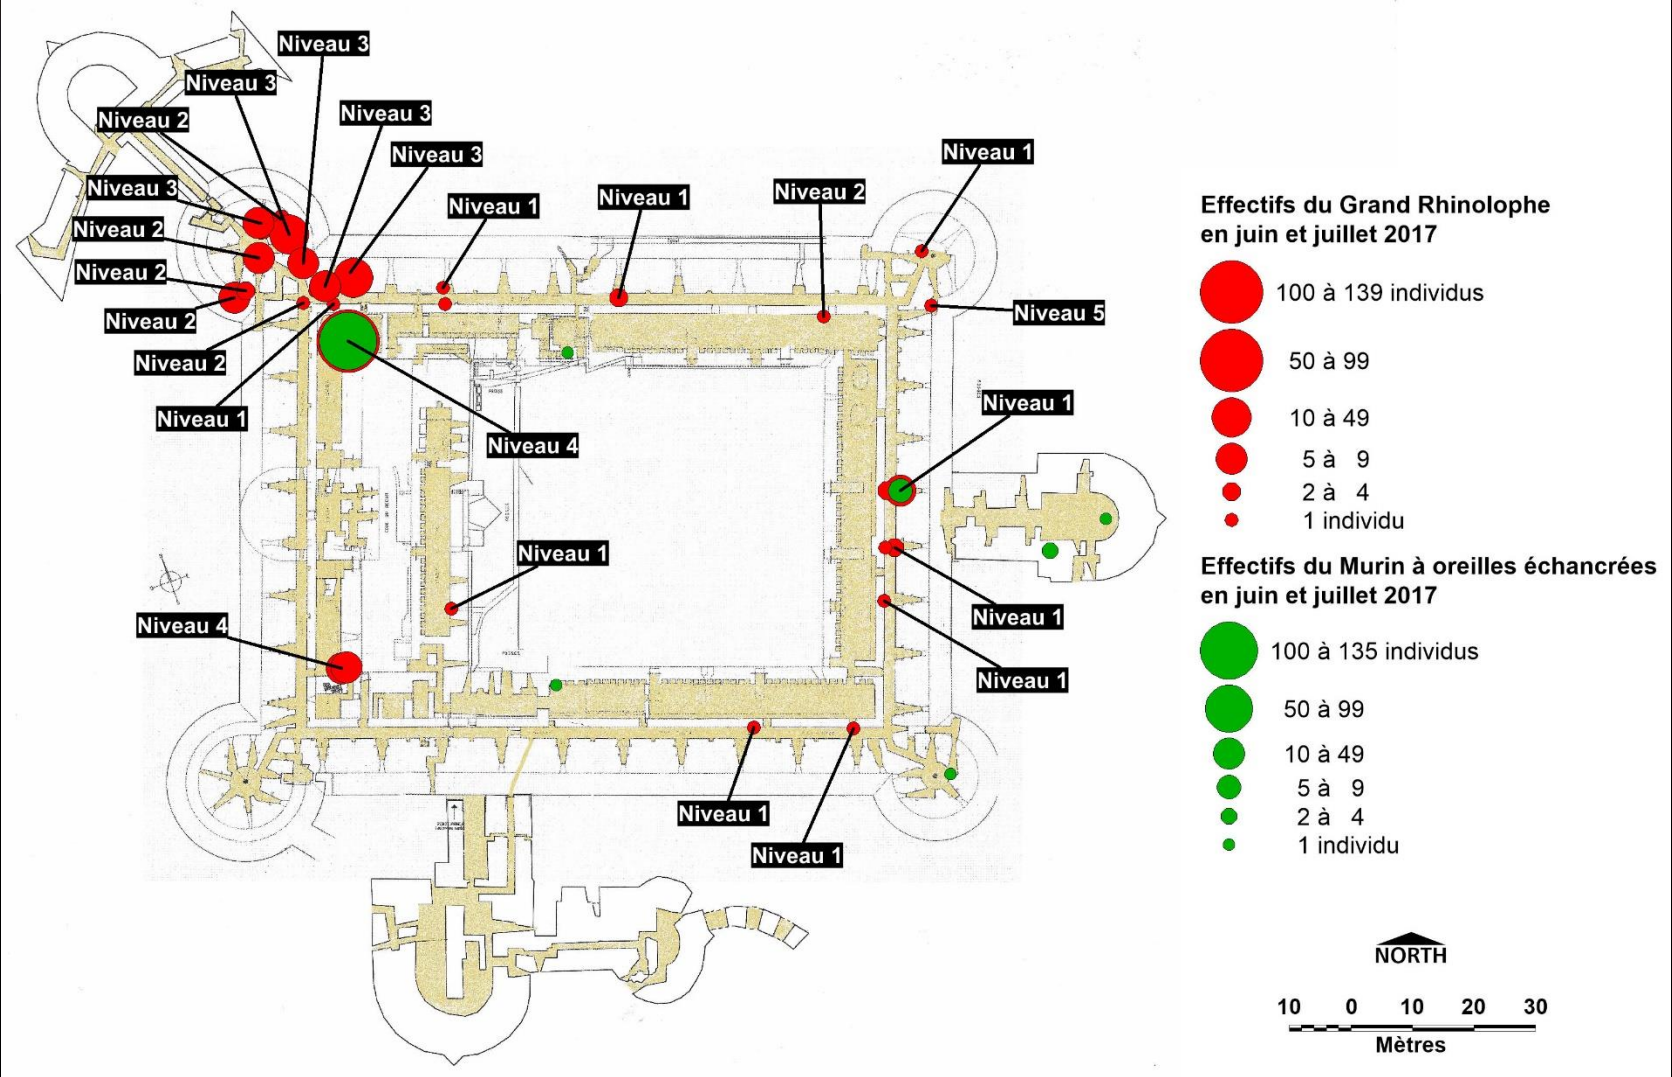 Niveau 3
Niveau 3
Niveau 2
Niveau 3
Niveau 3
Niveau 1
Niveau 3
Niveau 2
Niveau 1
Niveau 1
Niveau 2
Niveau 2
Niveau 2
Niveau 5
Niveau 2
Niveau 1
Niveau 1
Niveau 4
Niveau 1
Niveau 1
Niveau 4
Niveau 1
Niveau 1
Niveau 1
Effectifs du Grand Rhinolophe
en juin et juillet 2017
100 à 139 individus
50 à 99
10 à 49
5 à 9
2 à 4
1 individu
Effectifs du Murin à oreilles échancrées
en juin et juillet 2017
100 à 135 individus
50 à 99
10 à 49
5 à 9
2 à 4
1 individu
NORTH
10 0 10 20 30
Mètres